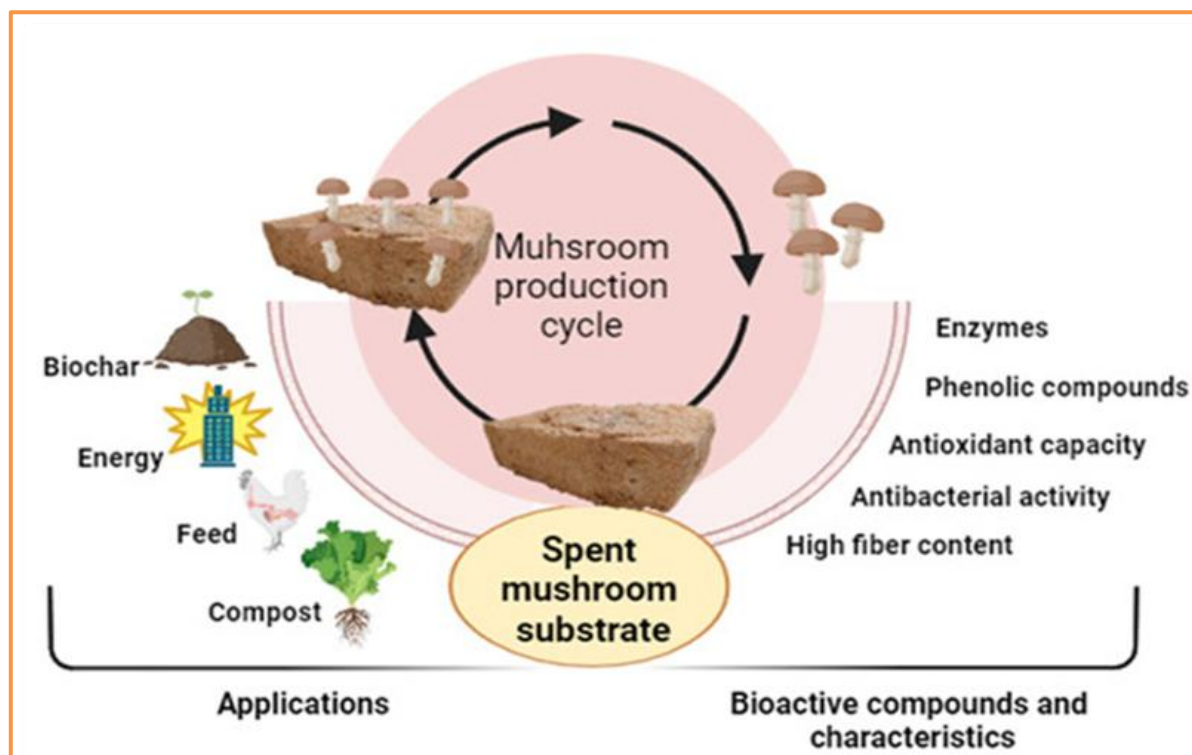 Muhsroom
production
cycle
Biochar
Energy
Feed
Compost
Enzymes
Phenolic compounds
Antioxidant capacity
Antibacterial activity
High fiber content
Spent
mushroom
substrate
Applications
Bioactive compounds and
characteristics